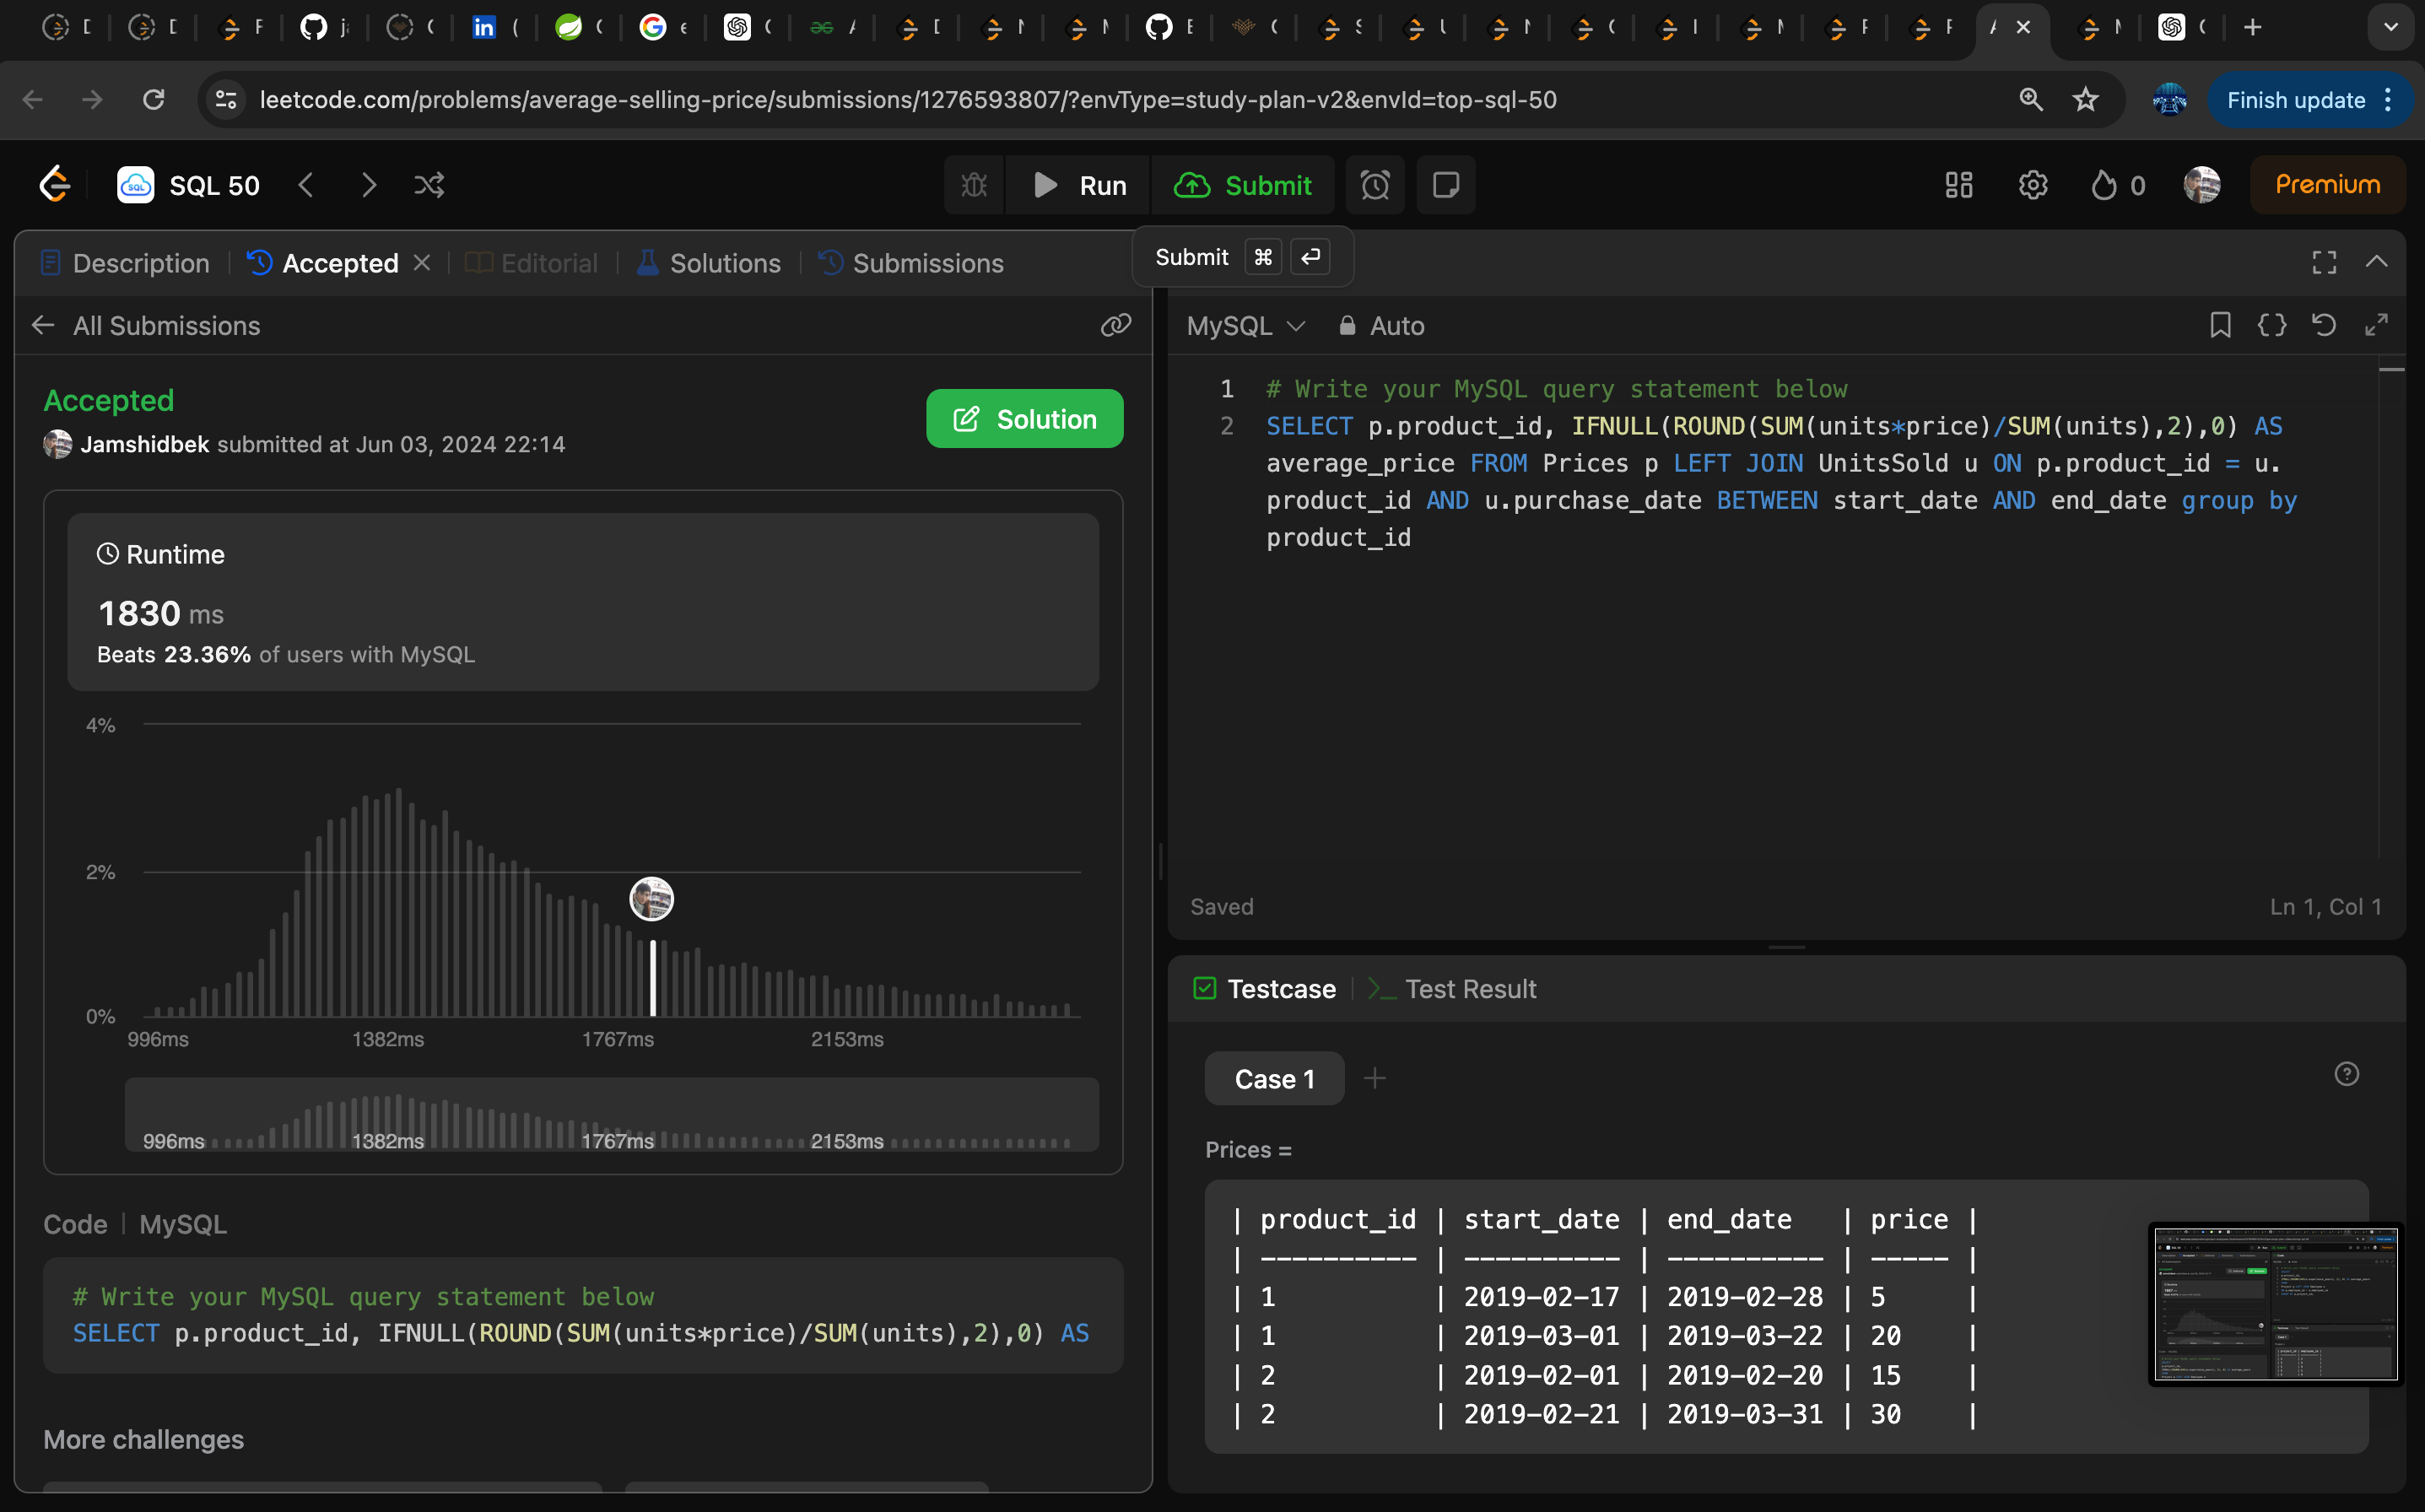 leetcode.com/problems/average-selling-price/submissions/1276593807/?envType=study-plan-v2&envId=top-sql-50
Finish update
SQL 50
Run
Submit
0
Premium
Description
Accepted
Editorial
Solutions
Submissions
Submit ⌘ ↵
All Submissions
Accepted
Jamshidbek submitted at Jun 03, 2024 22:14
Solution
Runtime
1830 ms
Beats 23.36% of users with MySQL
4%
2%
0%
996ms 1382ms 1767ms 2153ms
996ms 1382ms 1767ms 2153ms
Code | MySQL
# Write your MySQL query statement below
SELECT p.product_id, IFNULL(ROUND(SUM(units*price)/SUM(units),2),0) AS
More challenges
MySQL
Auto
1 # Write your MySQL query statement below
2 SELECT p.product_id, IFNULL(ROUND(SUM(units*price)/SUM(units),2),0) AS
average_price FROM Prices p LEFT JOIN UnitsSold u ON p.product_id = u.
product_id AND u.purchase_date BETWEEN start_date AND end_date group by
product_id
Saved
Ln 1, Col 1
Testcase
Test Result
Case 1
Prices =
| product_id | start_date | end_date   | price |
| ---------- | ---------- | ---------- | ----- |
| 1          | 2019-02-17 | 2019-02-28 | 5     |
| 1          | 2019-03-01 | 2019-03-22 | 20    |
| 2          | 2019-02-01 | 2019-02-20 | 15    |
| 2          | 2019-02-21 | 2019-03-31 | 30    |